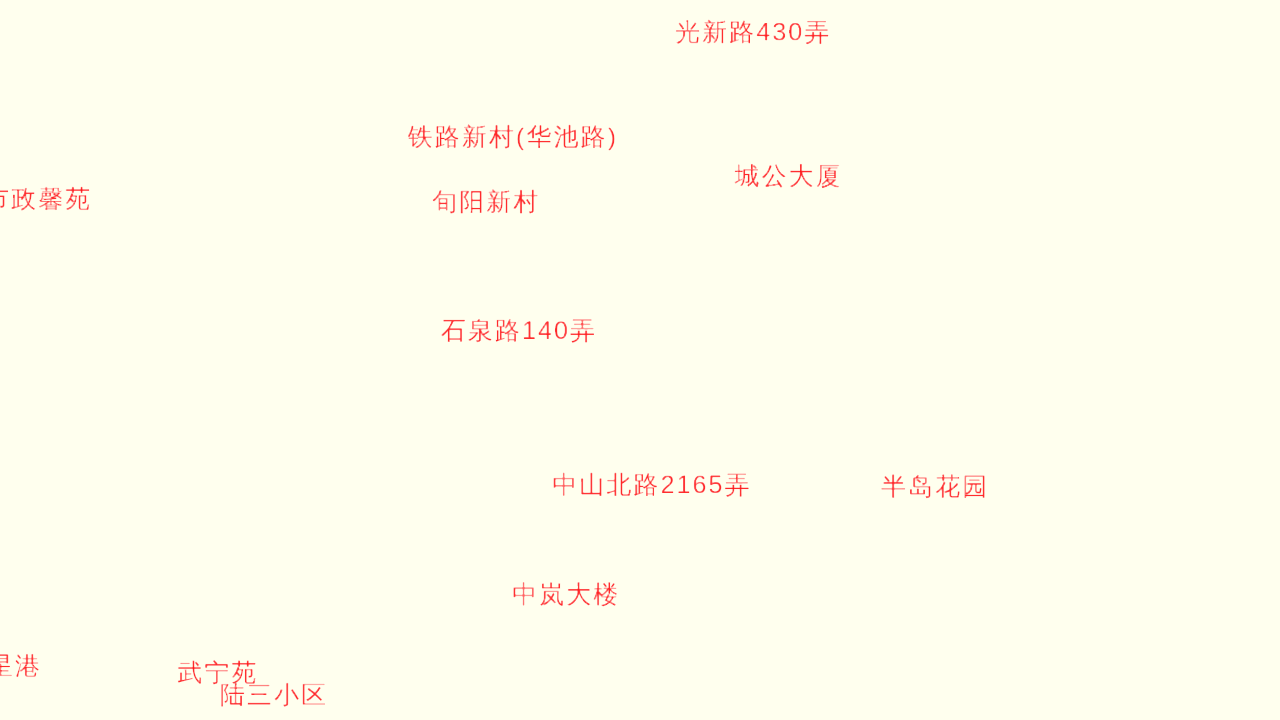 光新路430弄
铁路新村(华池路)
城公大厦
市政馨苑
旬阳新村
石泉路140弄
中山北路2165弄
半岛花园
中岚大楼
星港
武宁苑
陆三小区